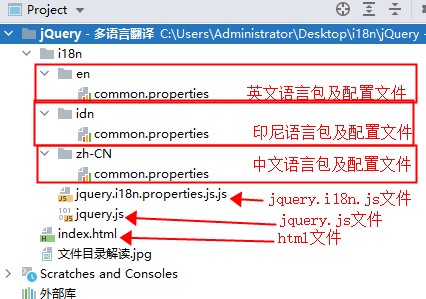 Project
jQuery - 多语言翻译 C:\Users\Administrator\Desktop\i18n\jQuery -
i18n
en
common.properties
英文语言包及配置文件
idn
common.properties
印尼语言包及配置文件
zh-CN
common.properties
中文语言包及配置文件
jquery.i18n.properties.js.js
jquery.i18n.js文件
jquery.js
jquery.js文件
index.html
html文件
文件目录解读.jpg
Scratches and Consoles
外部库